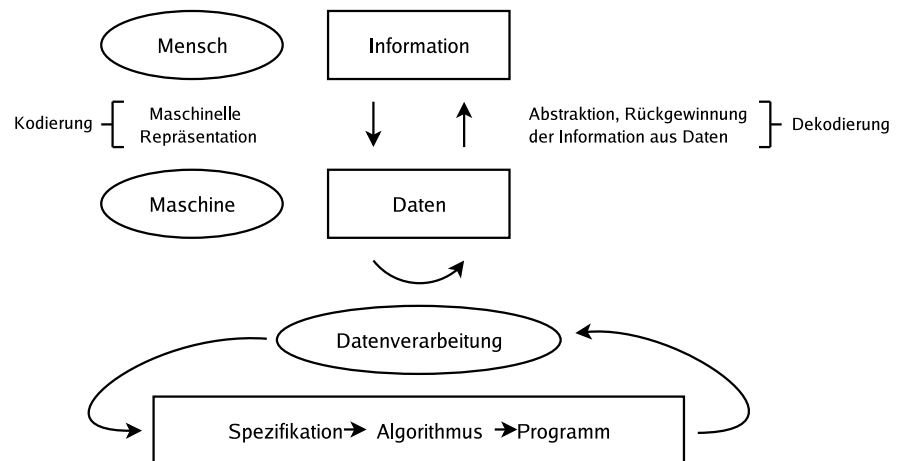 Mensch
Information
Kodierung
Maschinelle
Repräsentation
Abstraktion, Rückgewinnung
der Information aus Daten
Dekodierung
Maschine
Daten
Datenverarbeitung
Spezifikation Algorithmus Programm